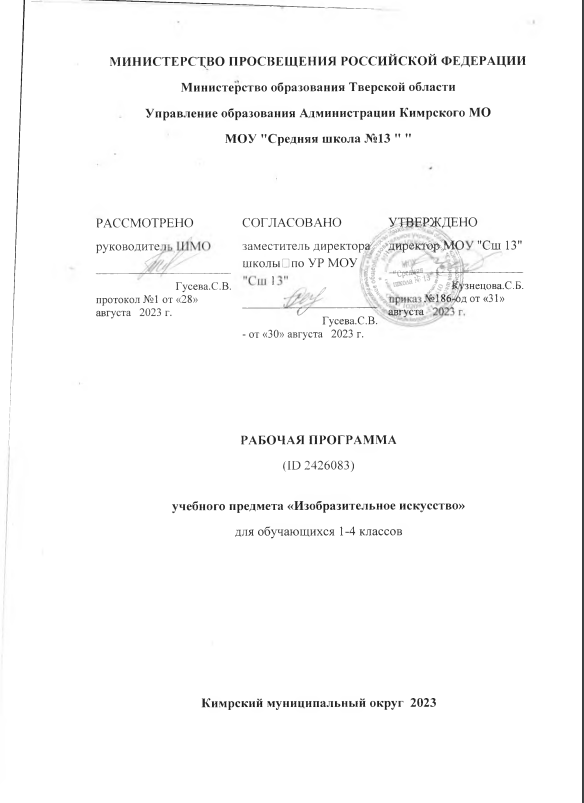 МИНИСТЕРСТВО ПРОСВЕЩЕНИЯ РОССИЙСКОЙ ФЕДЕРАЦИИ
Министерство образования Тверской области
Управление образования Администрации Кимрского МО
МОУ "Средняя школа №13 " "
РАССМОТРЕНО
руководитель ШМО
Гусева.С.В.
протокол №1 от «28»
августа 2023 г.
СОГЛАСОВАНО
заместитель директора
школы□по УР МОУ
"Сш 13"
Гусева.С.В.
- от «30» августа 2023 г.
УТВЕРЖДЕНО
директор МОУ "Сш 13"
Кузнецова.С.Б.
приказ №186-од от «31»
августа 2023 г.
РАБОЧАЯ ПРОГРАММА
(ID 2426083)
учебного предмета «Изобразительное искусство»
для обучающихся 1-4 классов
Кимрский муниципальный округ 2023